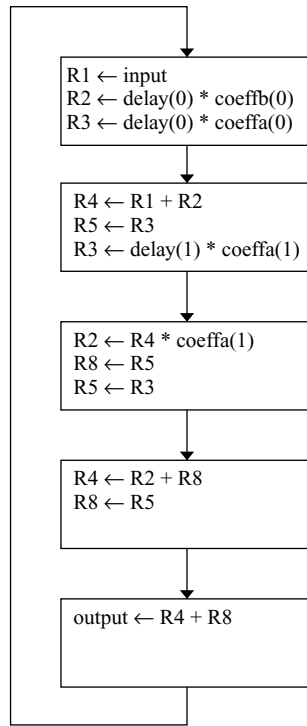 R1 ← input
R2 ← delay(0) * coeffb(0)
R3 ← delay(0) * coeffa(0)
R4 ← R1 + R2
R5 ← R3
R3 ← delay(1) * coeffa(1)
R2 ← R4 * coeffa(1)
R8 ← R5
R5 ← R3
R4 ← R2 + R8
R8 ← R5
output ← R4 + R8